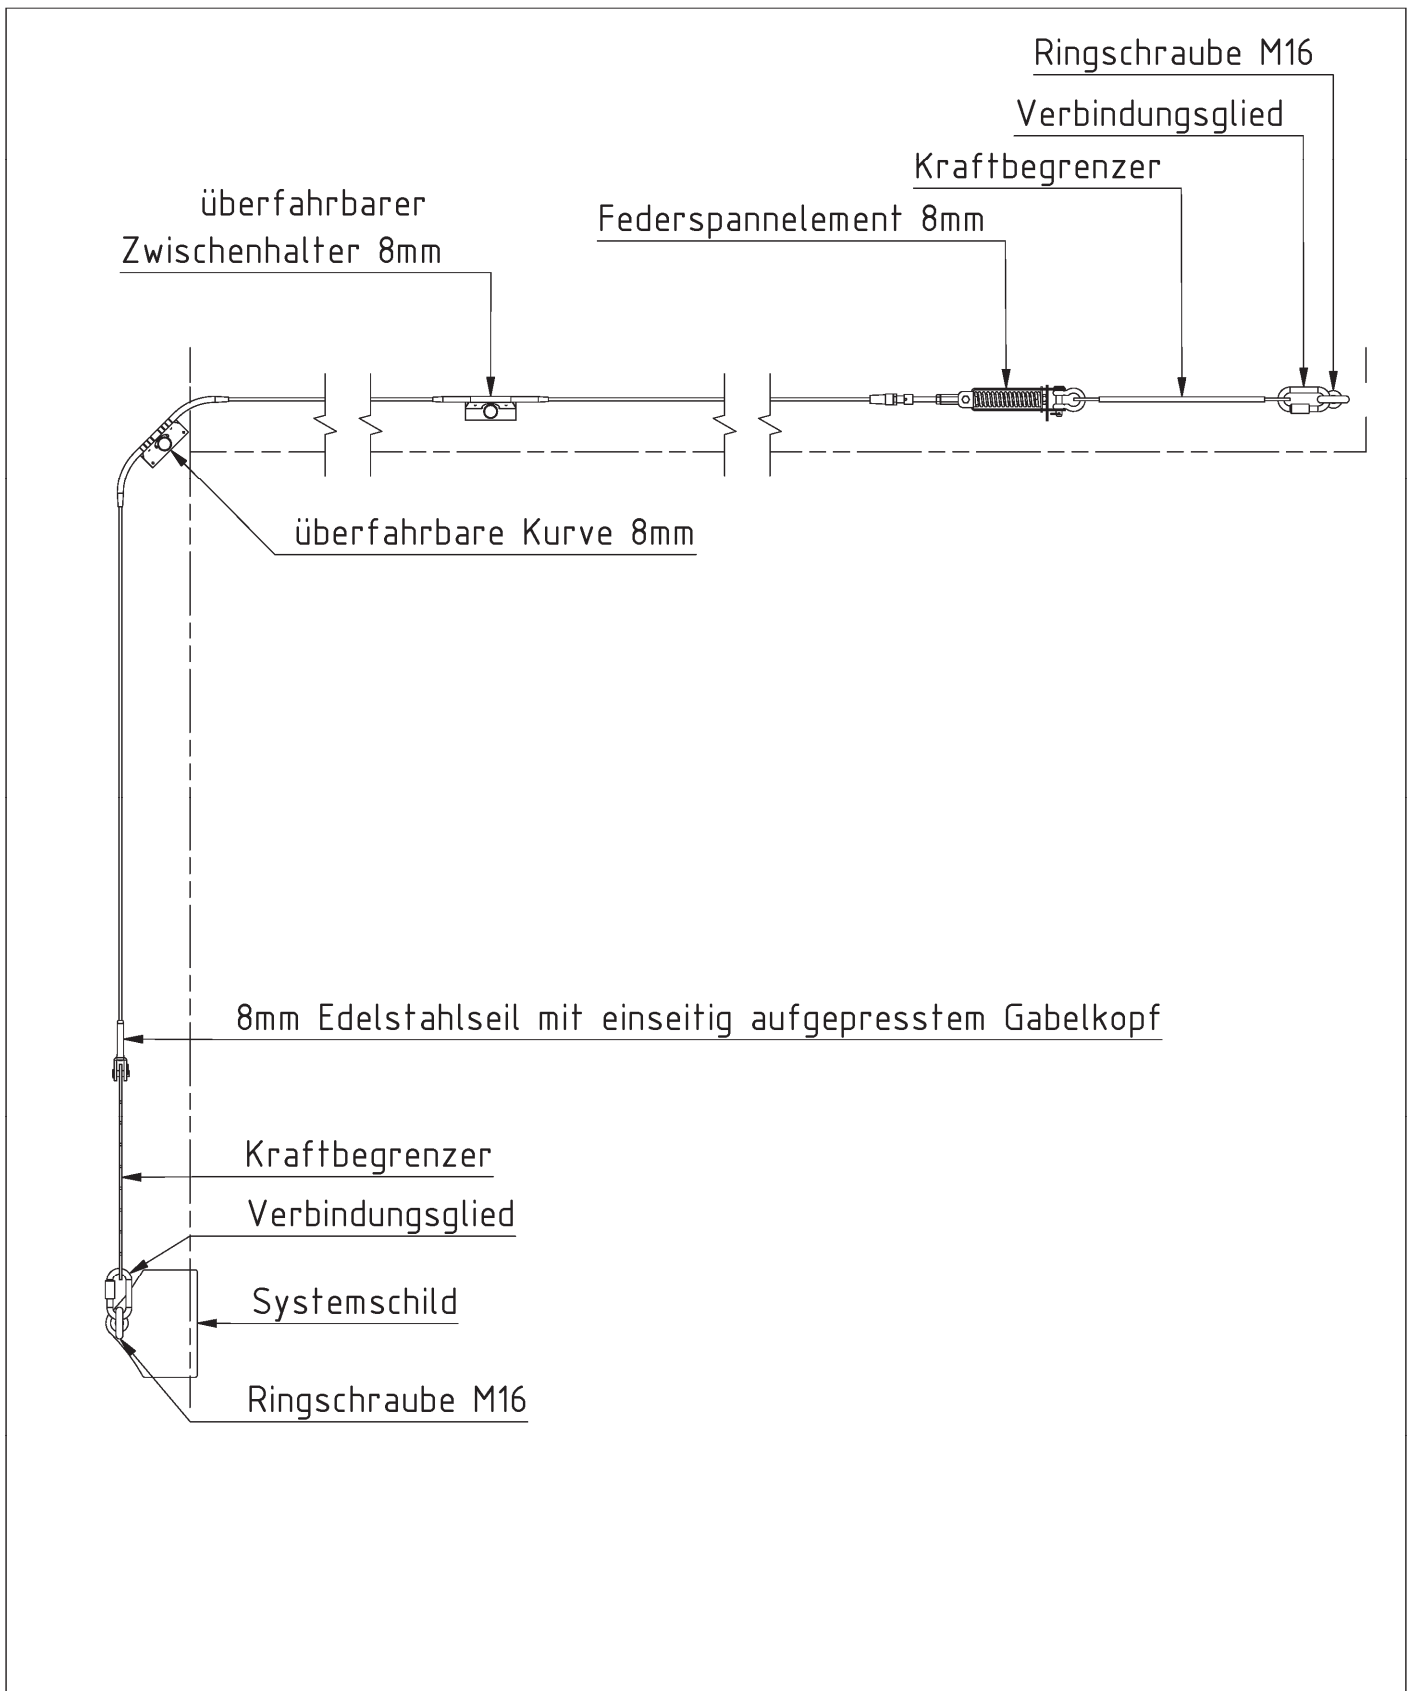 Ringschraube M16
Verbindungsglied
Kraftbegrenzer
überfahrbarer
Zwischenhalter 8mm
Federspannelement 8mm
überfahrbare Kurve 8mm
8mm Edelstahlseil mit einseitig aufgepresstem Gabelkopf
Kraftbegrenzer
Verbindungsglied
Systemschild
Ringschraube M16